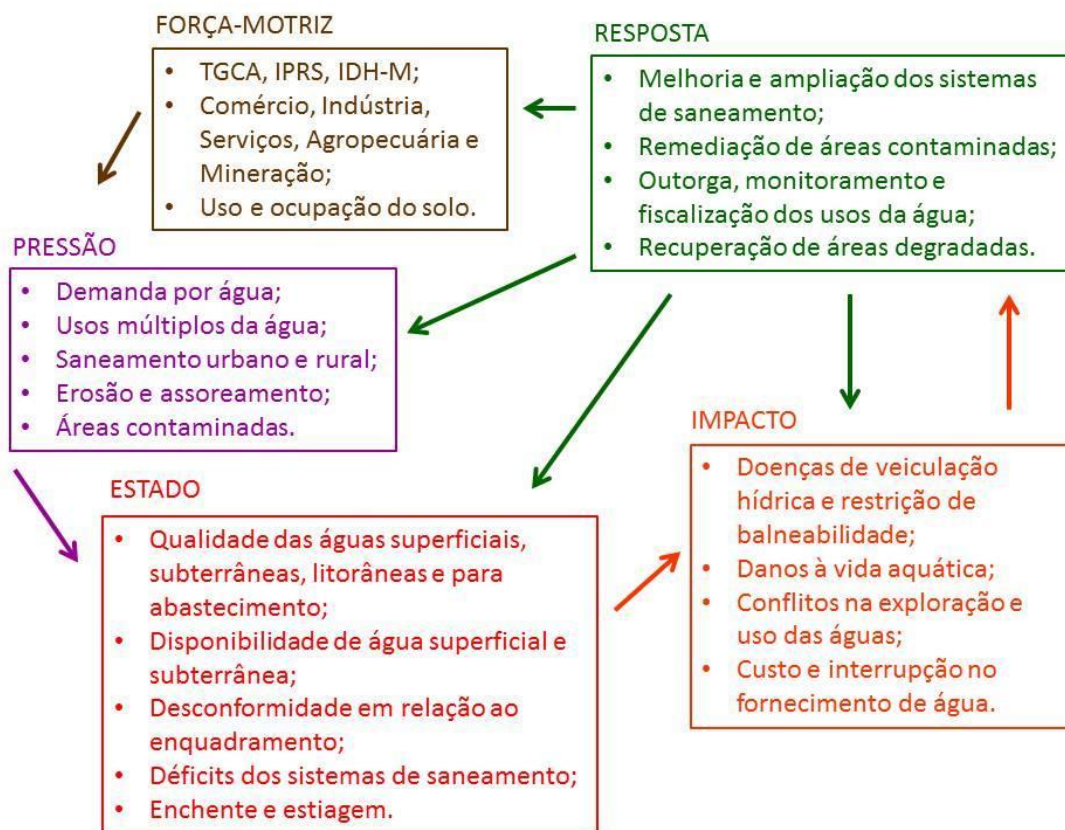 FORÇA-MOTRIZ
• TGCA, IPRS, IDH-M;
• Comércio, Indústria,
Serviços, Agropecuária e
Mineração;
• Uso e ocupação do solo.
RESPOSTA
• Melhoria e ampliação dos sistemas
de saneamento;
• Remediação de áreas contaminadas;
• Outorga, monitoramento e
fiscalização dos usos da água;
• Recuperação de áreas degradadas.
PRESSÃO
• Demanda por água;
• Usos múltiplos da água;
• Saneamento urbano e rural;
• Erosão e assoreamento;
• Áreas contaminadas.
IMPACTO
• Doenças de veiculação
hídrica e restrição de
balneabilidade;
• Danos à vida aquática;
• Conflitos na exploração e
uso das águas;
• Custo e interrupção no
fornecimento de água.
ESTADO
• Qualidade das águas superficiais,
subterrâneas, litorâneas e para
abastecimento;
• Disponibilidade de água superficial e
subterrânea;
• Desconformidade em relação ao
enquadramento;
• Déficits dos sistemas de saneamento;
• Enchente e estiagem.